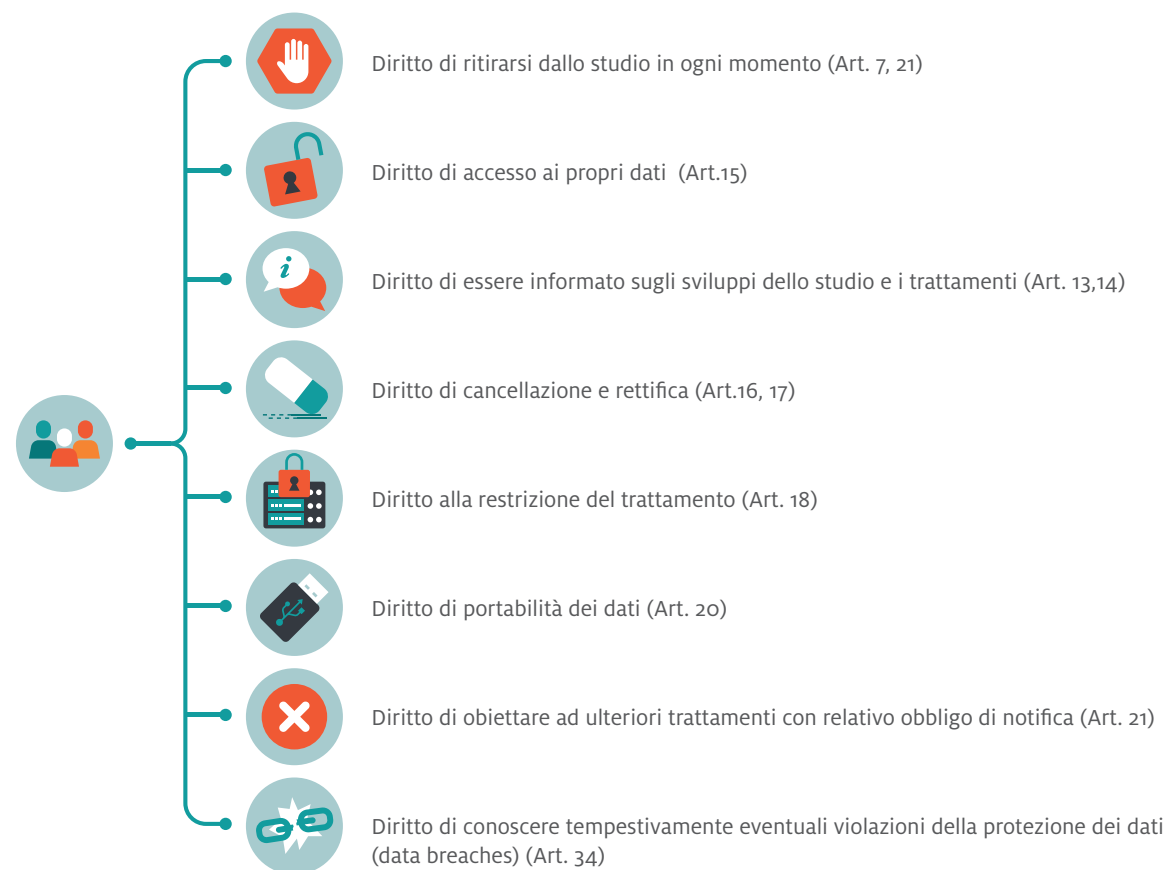 Diritto di ritirarsi dallo studio in ogni momento (Art. 7, 21)
Diritto di accesso ai propri dati  (Art.15)
i
Diritto di essere informato sugli sviluppi dello studio e i trattamenti (Art. 13,14)
Diritto di cancellazione e rettifica (Art.16, 17)
Diritto alla restrizione del trattamento (Art. 18)
Diritto di portabilità dei dati (Art. 20)
Diritto di obiettare ad ulteriori trattamenti con relativo obbligo di notifica (Art. 21)
Diritto di conoscere tempestivamente eventuali violazioni della protezione dei dati
(data breaches) (Art. 34)